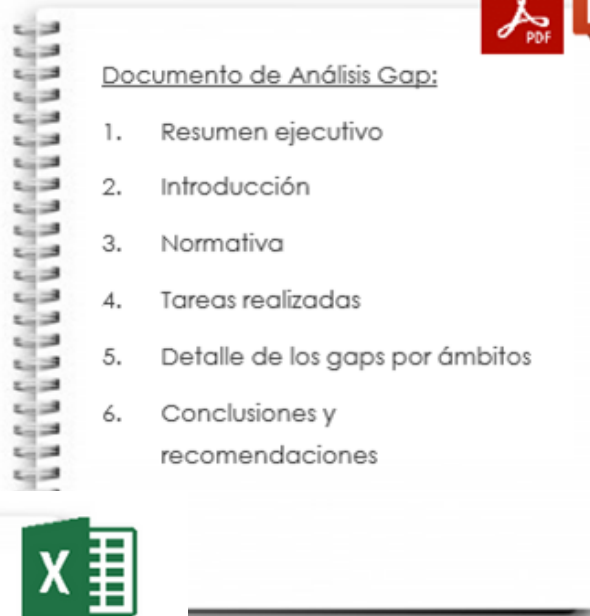 PDF
Documento de Análisis Gap:
1. Resumen ejecutivo
2. Introducción
3. Normativa
4. Tareas realizadas
5. Detalle de los gaps por ámbitos
6. Conclusiones y
recomendaciones
X